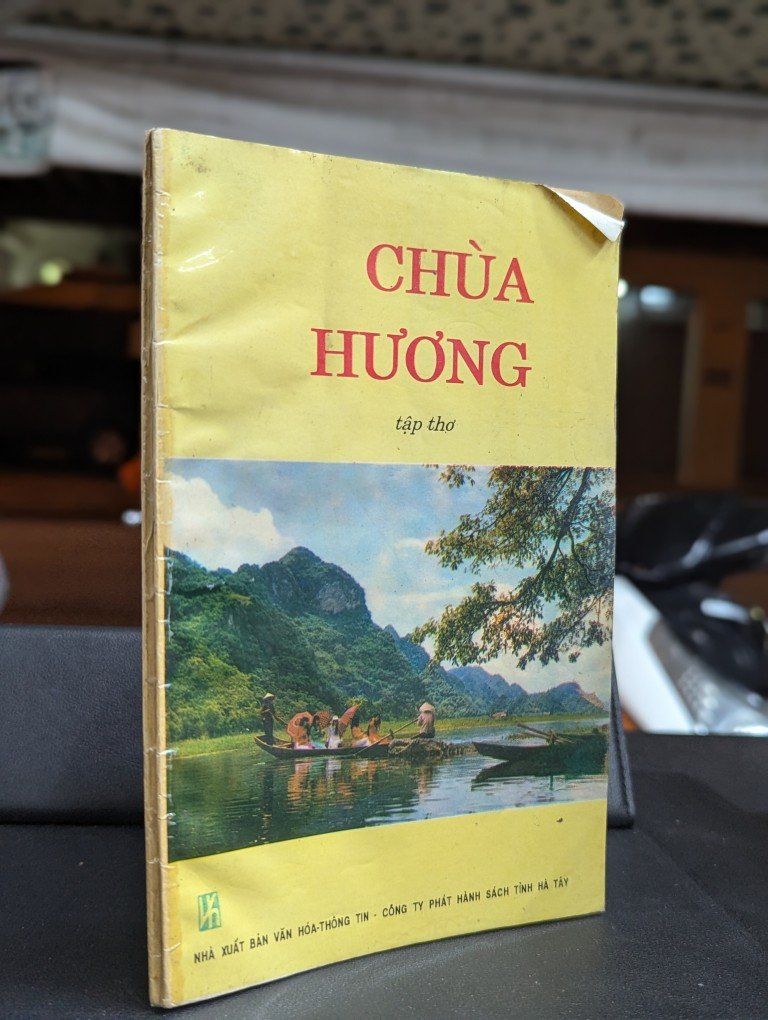 CHÙA
HƯƠNG
tập thơ
NHÀ XUẤT BẢN VĂN HÓA-THÔNG TIN - CÔNG TY PHÁT HÀNH SÁCH TỈNH HÀ TÂY